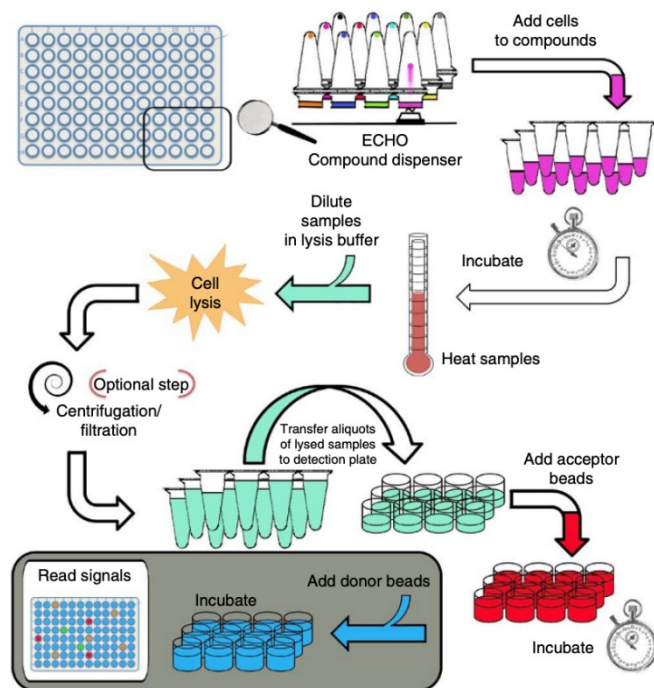 ECHO
Compound dispenser
Add cells
to compounds
Incubate
Heat samples
Dilute
samples
in lysis buffer
Cell
lysis
Optional step
Centrifugation/
filtration
Transfer aliquots
of lysed samples
to detection plate
Add acceptor
beads
Incubate
Add donor beads
Incubate
Read signals